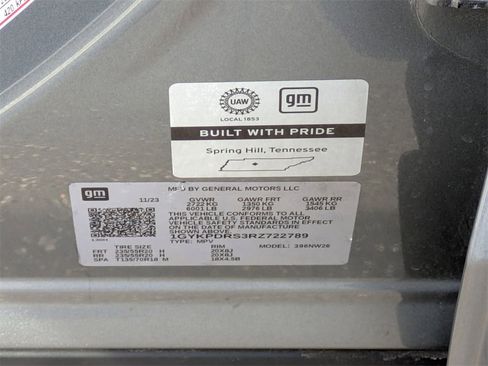 UAW
LOCAL 1853
gm
BUILT WITH PRIDE
Spring Hill, Tennessee
gm
MFD BY GENERAL MOTORS LLC
11/23
GVWR GAWR FRT GAWR RR
2722 KG 1350 KG 1545 KG
6001 LB 2976 LB 3406 LB
THIS VEHICLE CONFORMS TO ALL
APPLICABLE U.S. FEDERAL MOTOR
VEHICLE SAFETY STANDARDS IN
EFFECT ON THE DATE OF MANUFACTURE
SHOWN ABOVE.
1GYKPDRS3RZ722789
TYPE: MPV MODEL: 396NW26
TIRE SIZE RIM
FRT 235/55R20 H 20X8J
RR 235/55R20 H 20X8J
SPA T135/70R18 M 18X4.5B